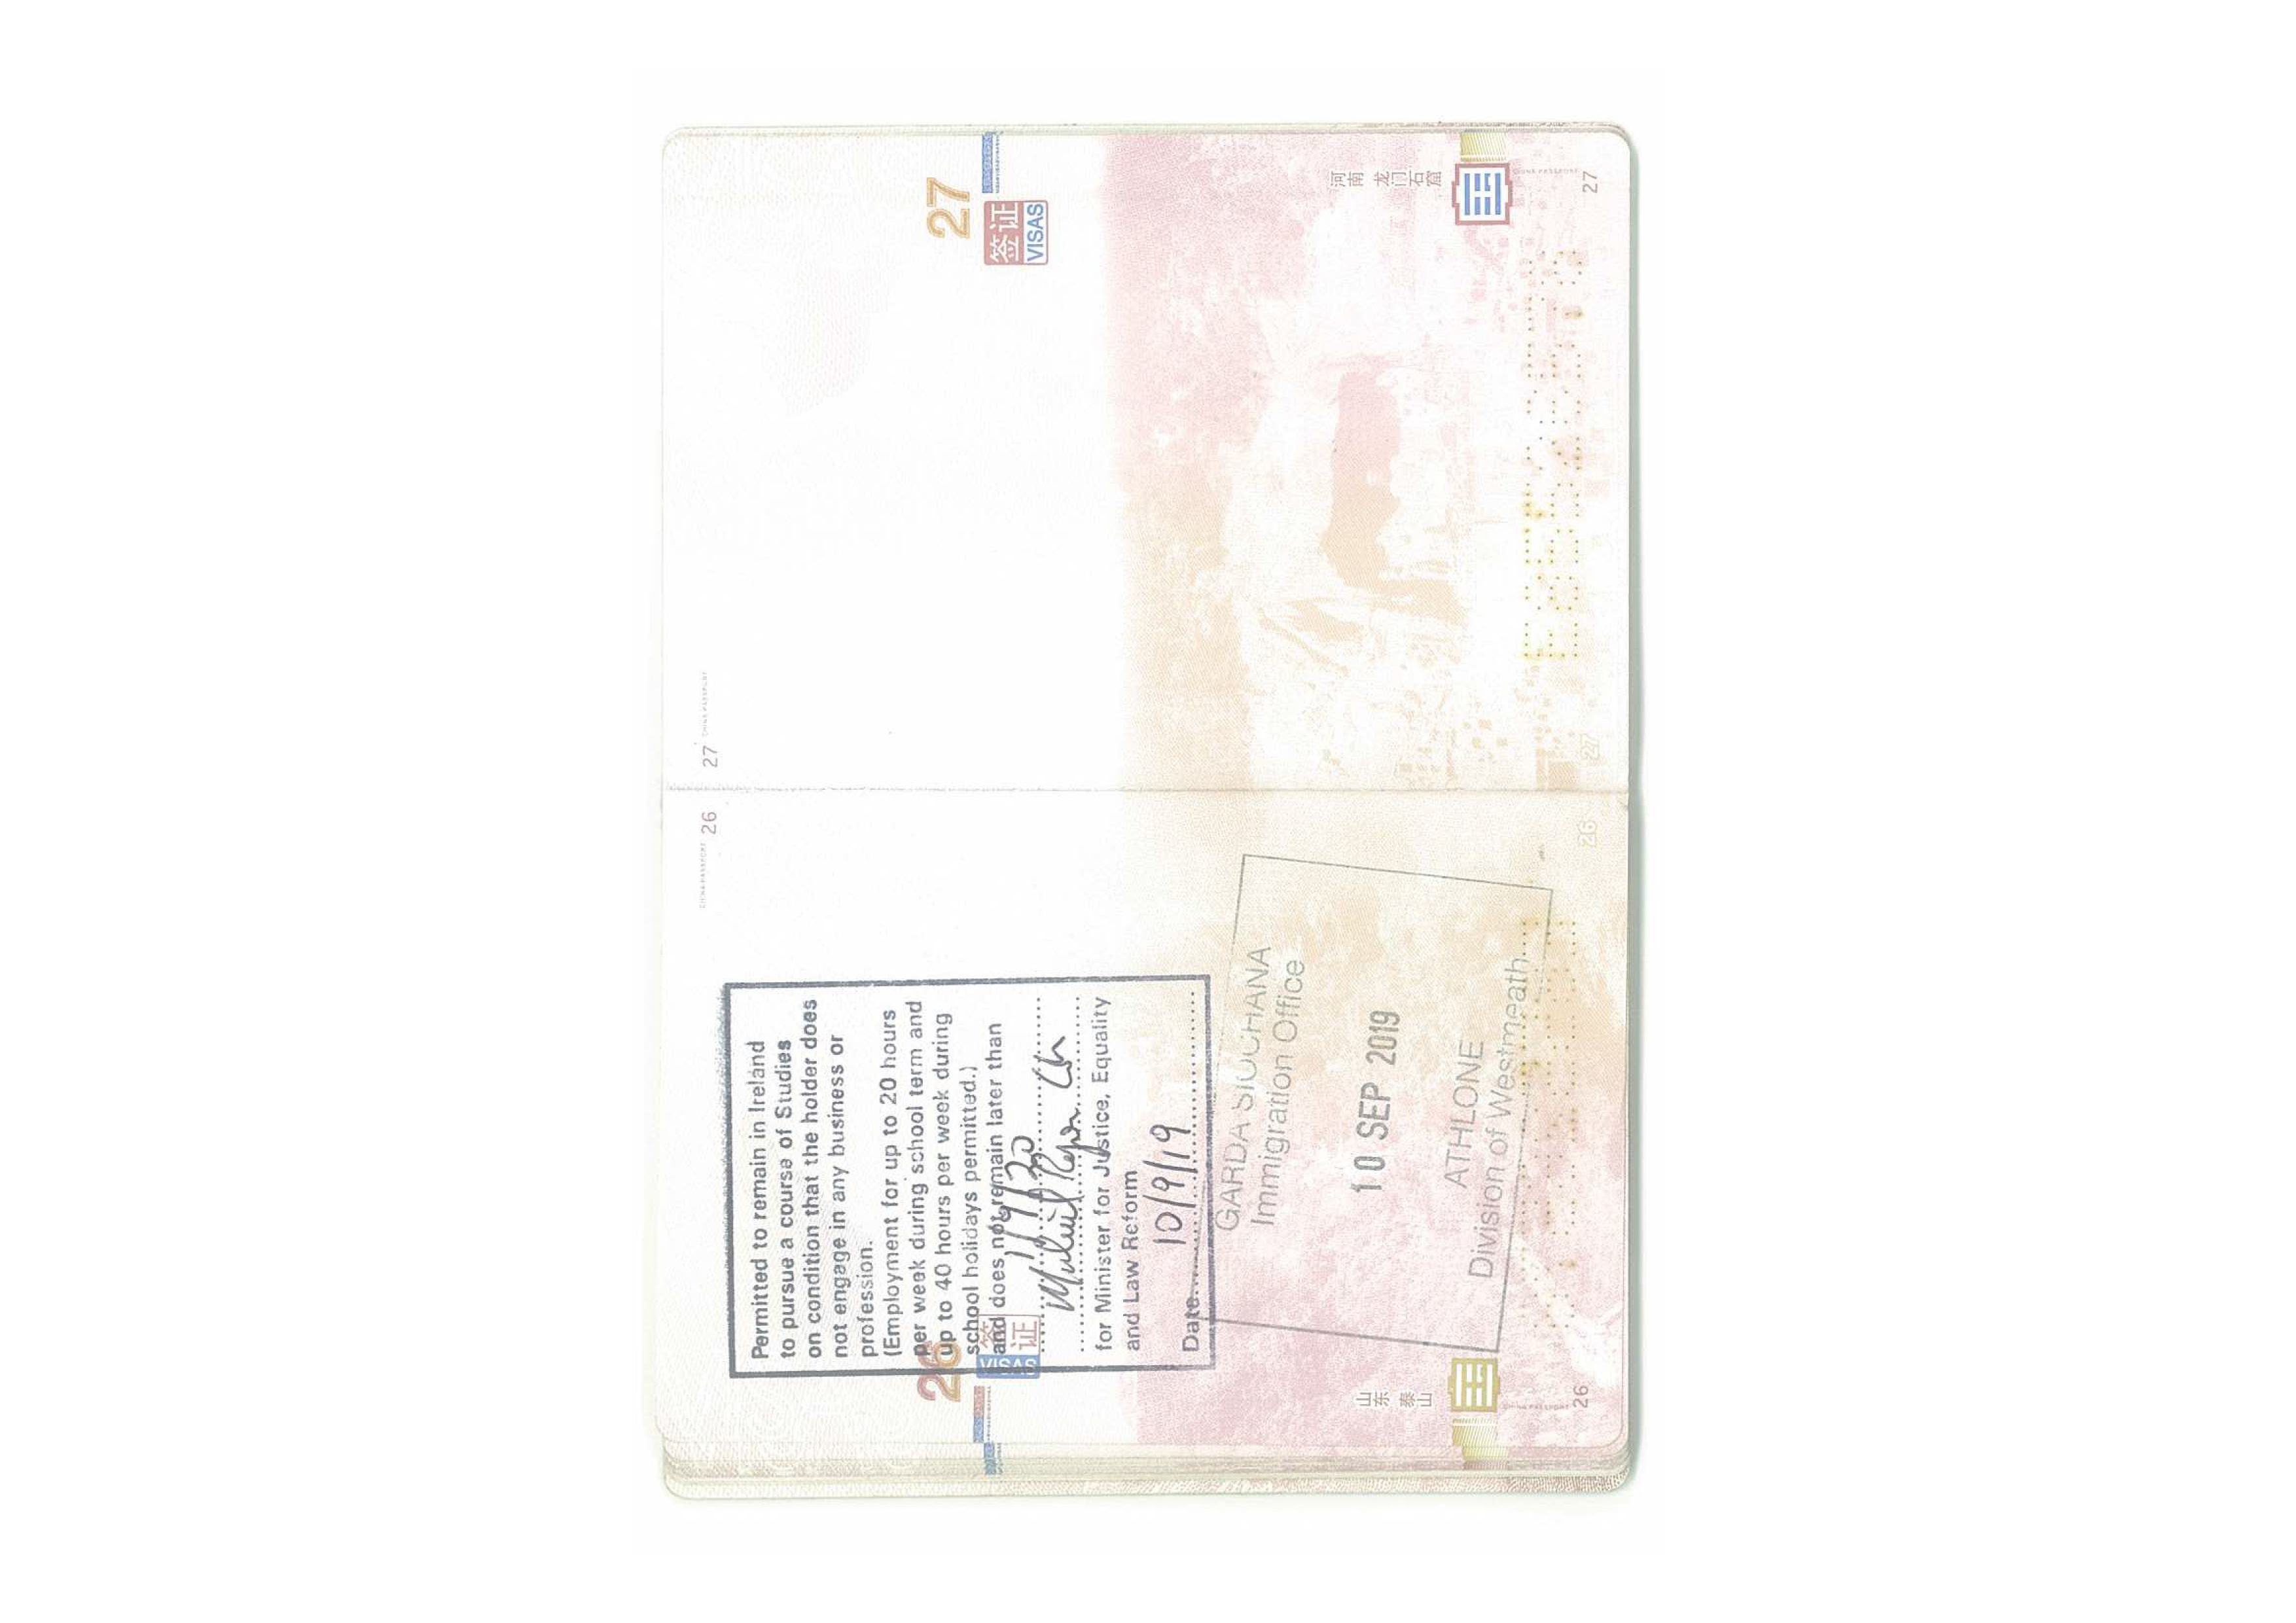 26
CHINA PASSPORT
26
签证
VISAS
Permitted to remain in Ireland
to pursue a course of Studies
on condition that the holder does
not engage in any business or
profession.
(Employment for up to 20 hours
per week during school term and
up to 40 hours per week during
school holidays permitted.)
and does not remain later than
for Minister for Justice, Equality
and Law Reform
Date 10/9/19
GARDA SIOCHANA
Immigration Office
10 SEP 2019
ATHLONE
Division of Westmeath
山东 泰山
CHINA PASSPORT
26
26
27
CHINA PASSPORT
27
签证
VISAS
河南 龙门石窟
CHINA PASSPORT
27
27